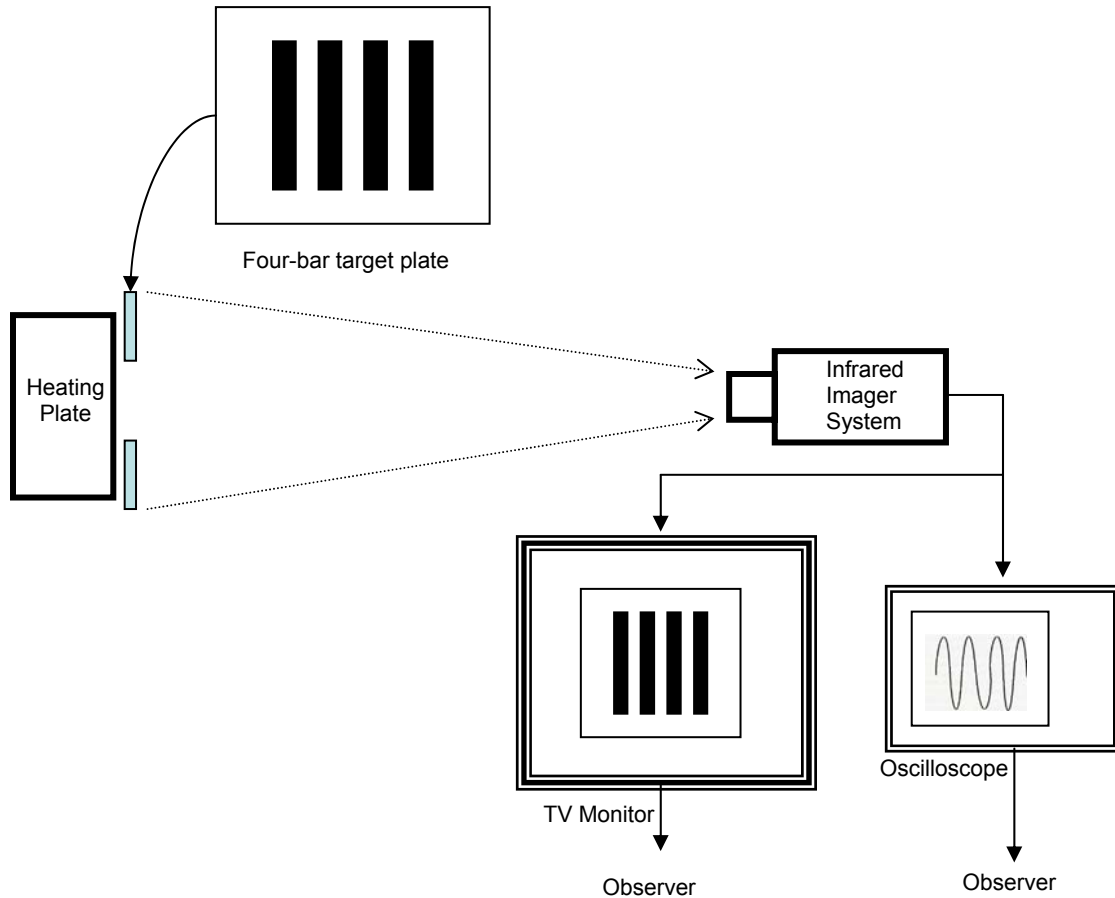 Four-bar target plate
Heating
Plate
Infrared
Imager
System
Oscilloscope
TV Monitor
Observer
Observer